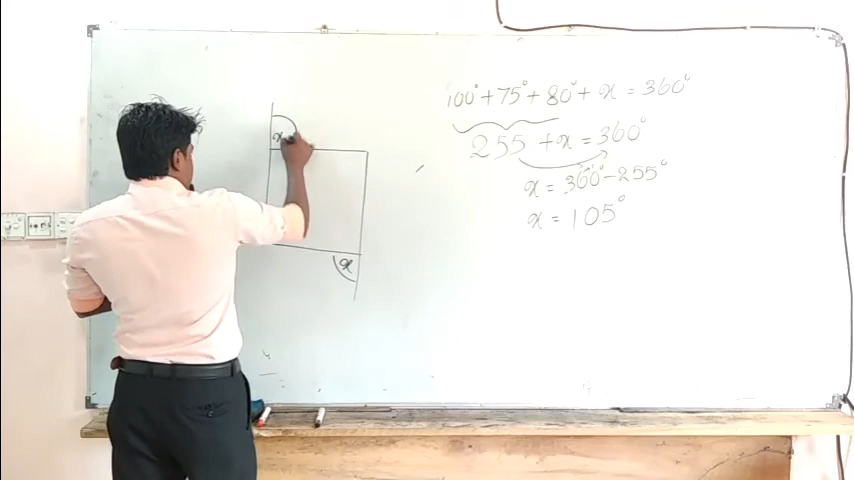 100° + 75° + 80° + x = 360°
255 + x = 360°
x = 360° - 255°
x = 105°
x
x